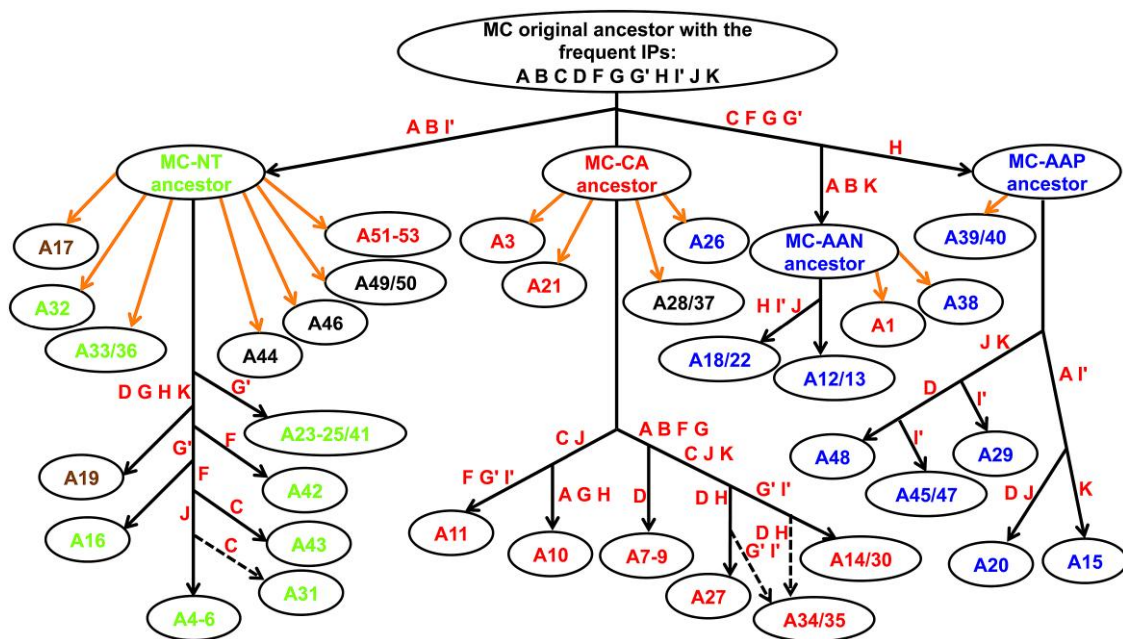 MC original ancestor with the
frequent IPs:
A B C D F G G' H I' J K
A B I'
C F G G'
H
A B K
MC-NT
ancestor
MC-CA
ancestor
MC-AAP
ancestor
MC-AAN
ancestor
A17
A32
A33/36
A44
A46
A49/50
A51-53
A3
A21
A28/37
A26
A39/40
A38
A1
H I' J
A18/22
A12/13
D G H K
G'
A23-25/41
G'
F
A19
A42
F
A16
C
A43
J
C
A31
A4-6
C J
A B F G
C J K
F G' I'
A11
A G H
A10
D
A7-9
D H
G' I'
A27
G' I'
D H
A14/30
A34/35
J K
D
I'
A48
I'
A45/47
A29
A I'
D J
K
A20
A15